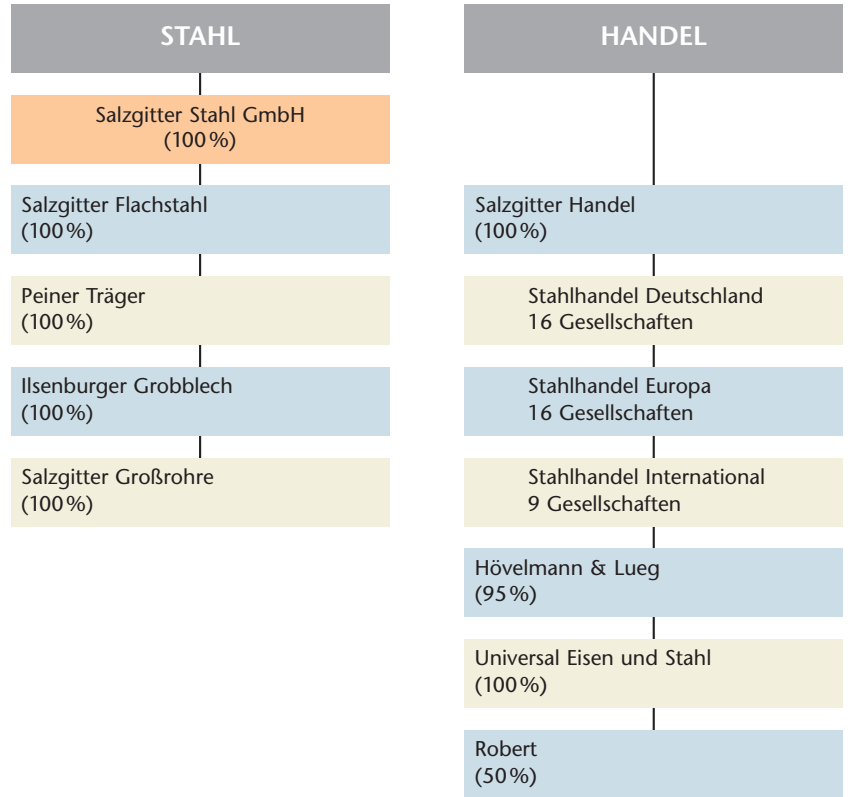 STAHL
Salzgitter Stahl GmbH
(100 %)
Salzgitter Flachstahl
(100 %)
Peiner Träger
(100 %)
Ilsenburger Grobblech
(100 %)
Salzgitter Großrohre
(100 %)
HANDEL
Salzgitter Handel
(100 %)
Stahlhandel Deutschland
16 Gesellschaften
Stahlhandel Europa
16 Gesellschaften
Stahlhandel International
9 Gesellschaften
Hövelmann & Lueg
(95 %)
Universal Eisen und Stahl
(100 %)
Robert
(50 %)